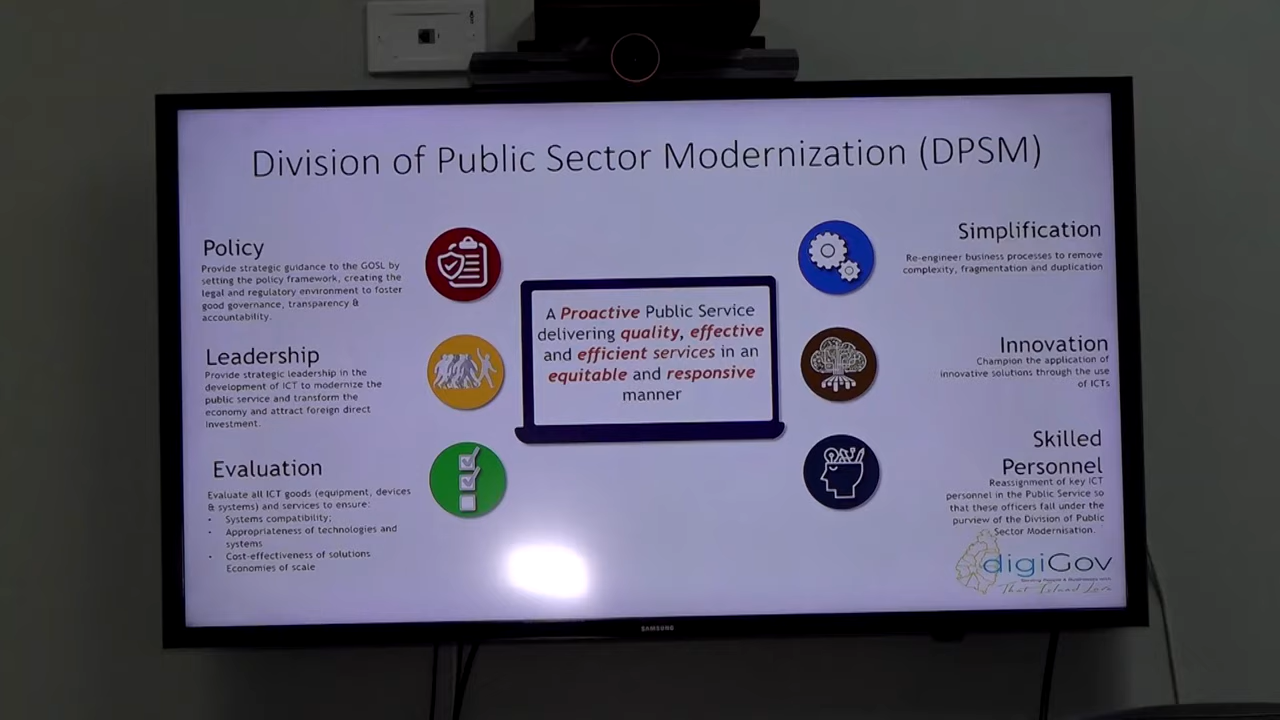 Division of Public Sector Modernization (DPSM)
Policy
Provide strategic guidance to the GOSL by
setting the policy framework, creating the
legal and regulatory environment to foster
good governance, transparency &
accountability.
Leadership
Provide strategic leadership in the
development of ICT to modernize the
public service and transform the
economy and attract foreign direct
investment.
Evaluation
Evaluate all ICT goods (equipment, devices
& systems) and services to ensure:
• Systems compatibility;
• Appropriateness of technologies and
systems
• Cost-effectiveness of solutions
Economies of scale
A Proactive Public Service
delivering quality, effective
and efficient services in an
equitable and responsive
manner
Simplification
Re-engineer business processes to remove
complexity, fragmentation and duplication
Innovation
Champion the application of
innovative solutions through the use
of ICTs
Skilled
Personnel
Reassignment of key ICT
personnel in the Public Service so
that these officers fall under the
purview of the Division of Public
Sector Modernisation.
digiGov
Serving People & Businesses with
That Island Love
SAMSUNG